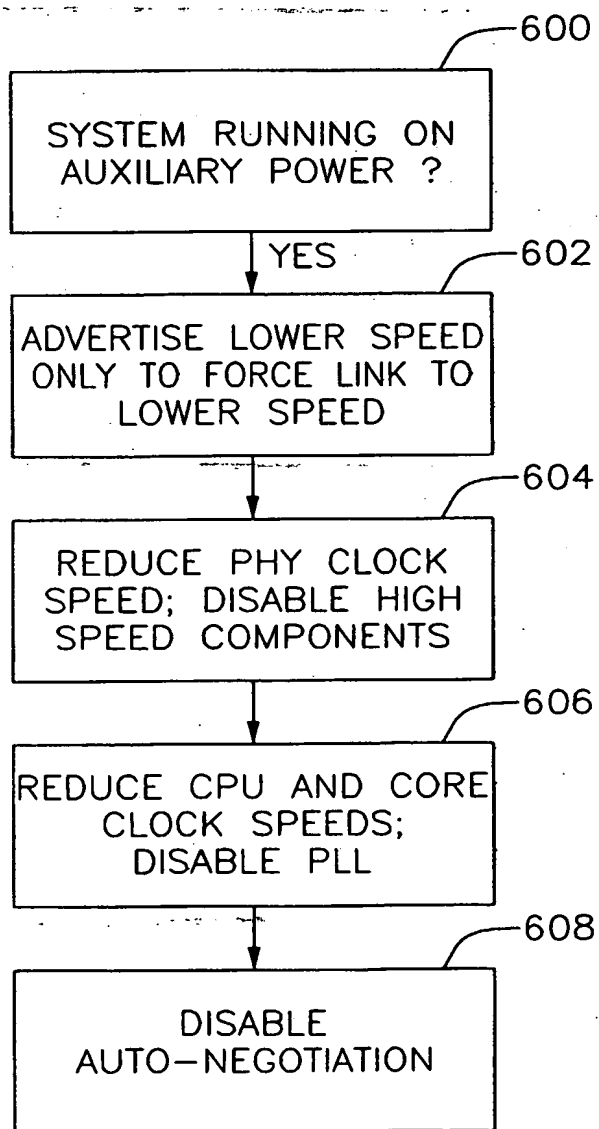 600
SYSTEM RUNNING ON
AUXILIARY POWER ?
YES
602
ADVERTISE LOWER SPEED
ONLY TO FORCE LINK TO
LOWER SPEED
604
REDUCE PHY CLOCK
SPEED; DISABLE HIGH
SPEED COMPONENTS
606
REDUCE CPU AND CORE
CLOCK SPEEDS;
DISABLE PLL
608
DISABLE
AUTO-NEGOTIATION